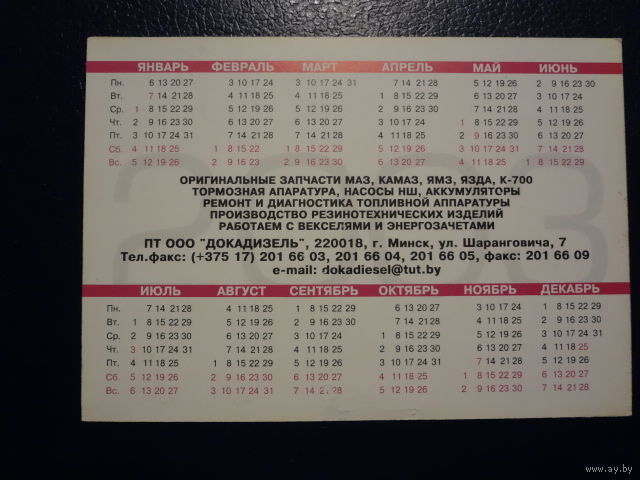 ЯНВАРЬ ФЕВРАЛЬ МАРТ АПРЕЛЬ МАЙ ИЮНЬ
Пн. 6 13 20 27 3 10 17 24 3 10 17 24 31 7 14 21 28 5 12 19 26 2 9 16 23 30
Вт. 7 14 21 28 4 11 18 25 4 11 18 25 1 8 15 22 29 6 13 20 27 3 10 17 24
Ср. 1 8 15 22 29 5 12 19 26 5 12 19 26 2 9 16 23 30 7 14 21 28 4 11 18 25
Чт. 2 9 16 23 30 6 13 20 27 6 13 20 27 3 10 17 24 1 8 15 22 29 5 12 19 26
Пт. 3 10 17 24 31 7 14 21 28 7 14 21 28 4 11 18 25 2 9 16 23 30 6 13 20 27
Сб. 4 11 18 25 1 8 15 22 1 8 15 22 29 5 12 19 26 3 10 17 24 31 7 14 21 28
Вс. 5 12 19 26 2 9 16 23 2 9 16 23 30 6 13 20 27 4 11 18 25 1 8 15 22 29
2003
ОРИГИНАЛЬНЫЕ ЗАПЧАСТИ МАЗ, КАМАЗ, ЯМЗ, ЯЗДА, К-700
ТОРМОЗНАЯ АПАРАТУРА, НАСОСЫ НШ, АККУМУЛЯТОРЫ
РЕМОНТ И ДИАГНОСТИКА ТОПЛИВНОЙ АППАРАТУРЫ
ПРОИЗВОДСТВО РЕЗИНОТЕХНИЧЕСКИХ ИЗДЕЛИЙ
РАБОТАЕМ С ВЕКСЕЛЯМИ И ЭНЕРГОЗАЧЕТАМИ
ПТ ООО "ДОКАДИЗЕЛЬ", 220018, г. Минск, ул. Шаранговича, 7
Тел.факс: (+375 17) 201 66 03, 201 66 04, 201 66 05, факс: 201 66 09
e-mail: dokadiesel@tut.by
ИЮЛЬ АВГУСТ СЕНТЯБРЬ ОКТЯБРЬ НОЯБРЬ ДЕКАБРЬ
Пн. 7 14 21 28 4 11 18 25 1 8 15 22 29 6 13 20 27 3 10 17 24 1 8 15 22 29
Вт. 1 8 15 22 29 5 12 19 26 2 9 16 23 30 7 14 21 28 4 11 18 25 2 9 16 23 30
Ср. 2 9 16 23 30 6 13 20 27 3 10 17 24 1 8 15 22 29 5 12 19 26 3 10 17 24 31
Чт. 3 10 17 24 31 7 14 21 28 4 11 18 25 2 9 16 23 30 6 13 20 27 4 11 18 25
Пт. 4 11 18 25 1 8 15 22 29 5 12 19 26 3 10 17 24 31 7 14 21 28 5 12 19 26
Сб. 5 12 19 26 2 9 16 23 30 6 13 20 27 4 11 18 25 1 8 15 22 29 6 13 20 27
Вс. 6 13 20 27 3 10 17 24 31 7 14 21 28 5 12 19 26 2 9 16 23 30 7 14 21 28
www.ay.by